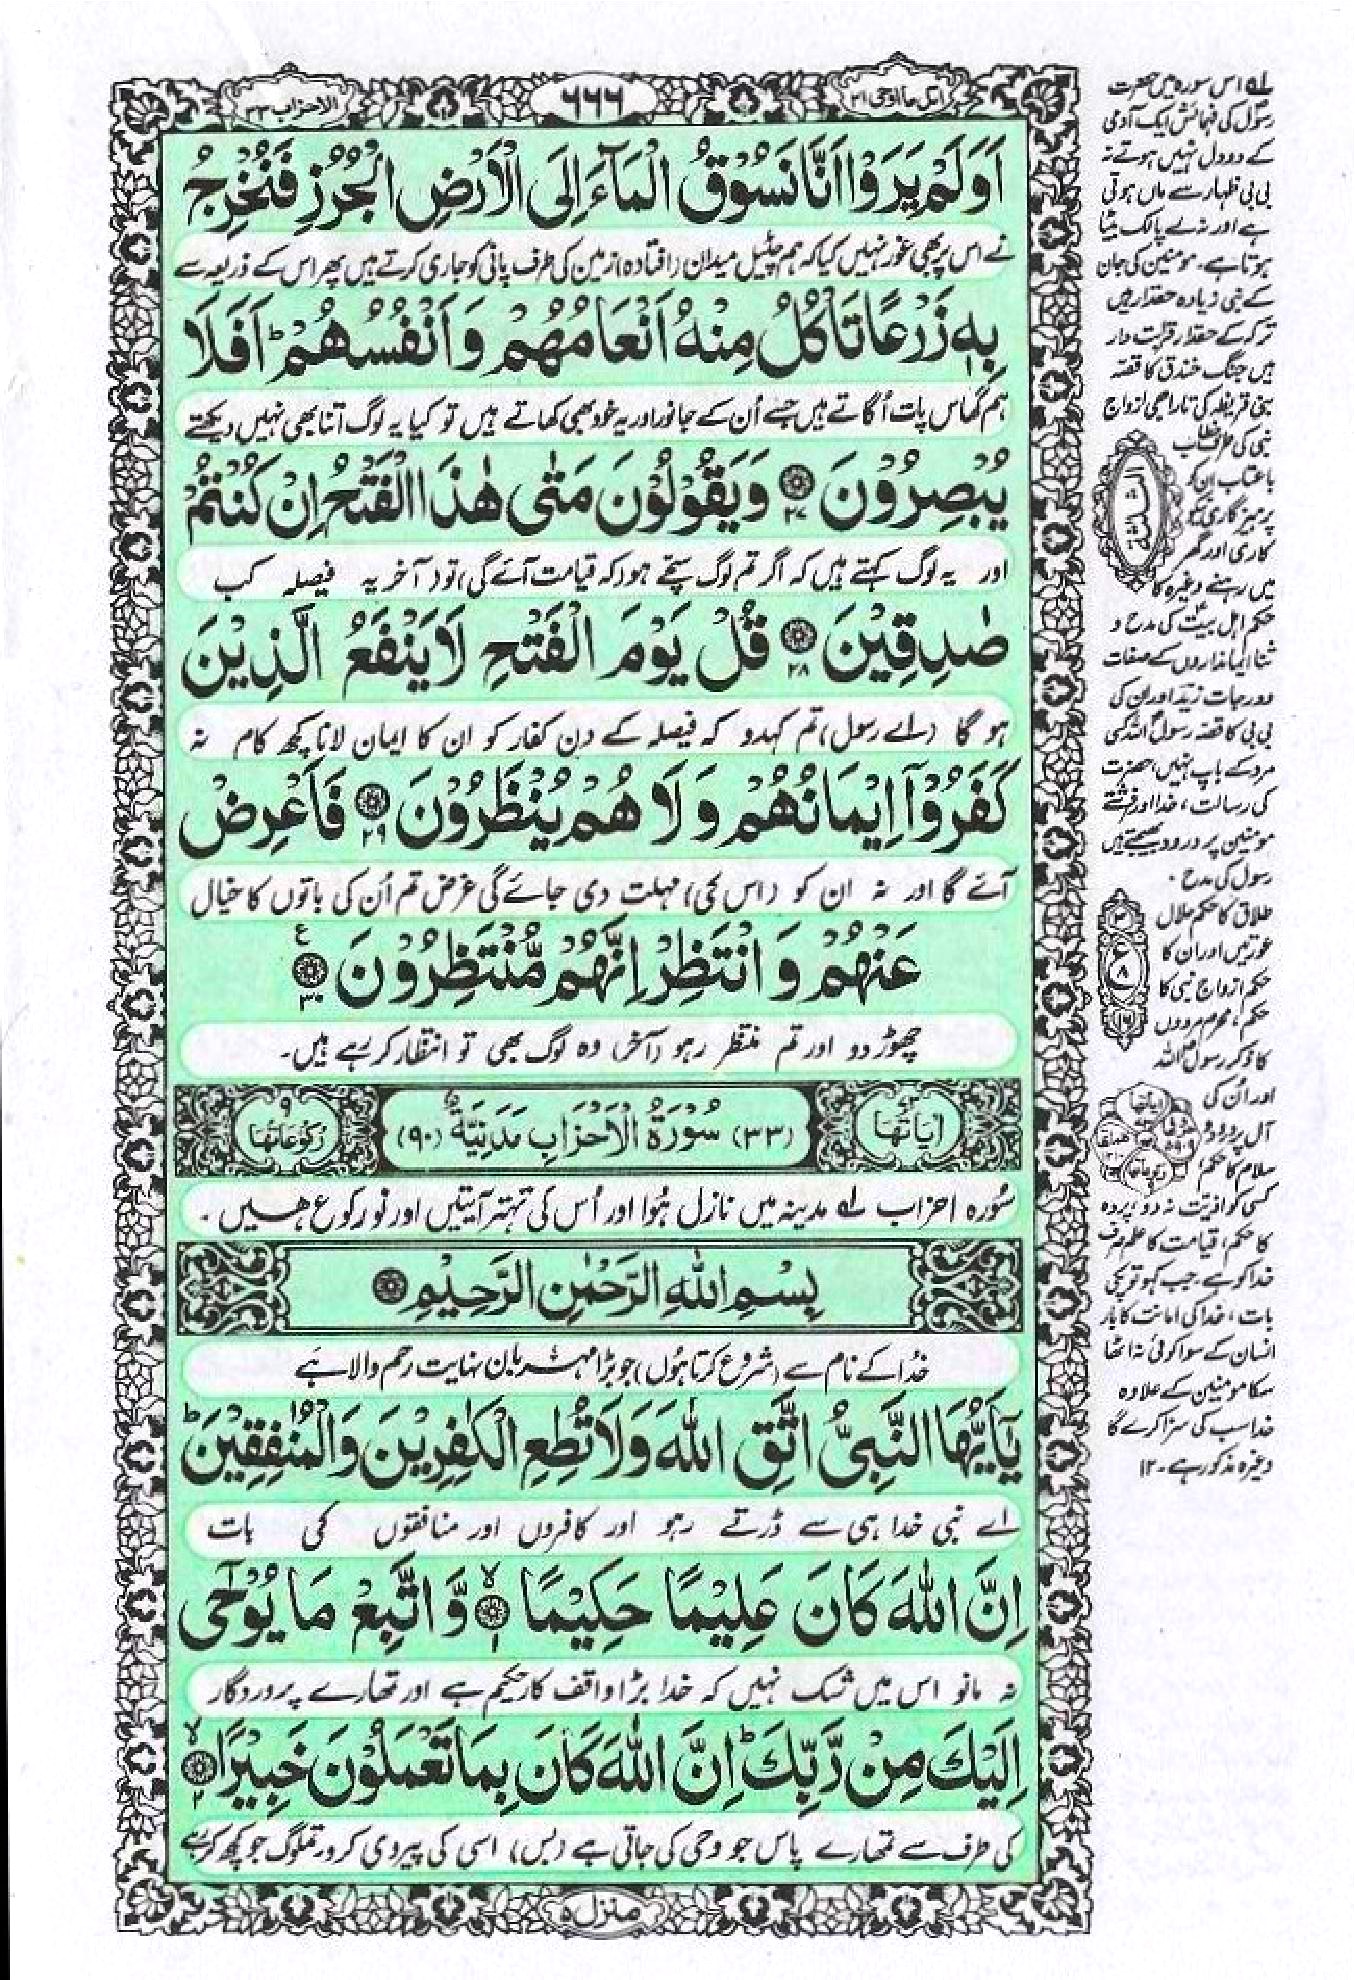 اتل ما اوحی ۲۱
۶۶۶
الاحزاب ۳۳
اَوَلَمْ يَرَوْا اَنَّا نَسُوْقُ الْمَآءَ اِلَى الْاَرْضِ الْجُرُزِ فَنُخْرِجُ
نے اس پر بھی غور نہیں کیا کہ ہم چٹیل میدان (افتادہ) زمین کی طرف پانی کو جاری کرتے ہیں پھر اس کے ذریعہ سے
بِهٖ زَرْعًا تَاْكُلُ مِنْهُ اَنْعَامُهُمْ وَاَنْفُسُهُمْ ؕ اَفَلَا
ہم گھاس پات اُگاتے ہیں جسے اُن کے جانور اور یہ خود بھی کھاتے ہیں تو کیا یہ لوگ اتنا بھی نہیں دیکھتے
يُبْصِرُوْنَ ۲۷ وَيَقُوْلُوْنَ مَتٰى هٰذَا الْفَتْحُ اِنْ كُنْتُمْ
اور یہ لوگ کہتے ہیں کہ اگر تم لوگ سچے ہو (کہ قیامت آئے گی) تو (آخر یہ فیصلہ کب
صٰدِقِيْنَ ۲۸ قُلْ يَوْمَ الْفَتْحِ لَا يَنْفَعُ الَّذِيْنَ
ہو گا (اے رسول) تم کہدو کہ فیصلہ کے دن کفار کو ان کا ایمان لانا کچھ کام نہ
كَفَرُوْٓا اِيْمَانُهُمْ وَلَا هُمْ يُنْظَرُوْنَ ۲۹ فَاَعْرِضْ
آئے گا اور نہ ان کو (اس کی) مہلت دی جائے گی غرض تم اُن کی باتوں کا خیال
عَنْهُمْ وَانْتَظِرْ اِنَّهُمْ مُّنْتَظِرُوْنَ ۳۰ ع
چھوڑ دو اور تم منتظر رہو (آخر) وہ لوگ بھی تو انتظار کر رہے ہیں۔
اٰیَاتُهَا ۷۳
(۳۳) سُوْرَةُ الْاَحْزَابِ مَدَنِيَّةٌ (۹۰)
۹ رُكُوْعَاتُهَا
سُورہ احزاب لے مدینہ میں نازل ہُوا اور اُس کی تہتر آیتیں اور نو رکوع ہیں۔
بِسْمِ اللّٰهِ الرَّحْمٰنِ الرَّحِيْمِ
خُدا کے نام سے (شروع کرتا ہوں) جو بڑا مہربان نہایت رحم والا ہے
يٰٓاَيُّهَا النَّبِىُّ اتَّقِ اللّٰهَ وَلَا تُطِعِ الْكٰفِرِيْنَ وَالْمُنٰفِقِيْنَ ؕ
اے نبی خدا ہی سے ڈرتے رہو اور کافروں اور منافقوں کی بات
اِنَّ اللّٰهَ كَانَ عَلِيْمًا حَكِيْمًا ۱ وَّاتَّبِعْ مَا يُوْحٰٓى
نہ مانو اس میں شک نہیں کہ خدا بڑا واقف کار حکیم ہے اور تمھارے پروردگار
اِلَيْكَ مِنْ رَّبِّكَ ؕ اِنَّ اللّٰهَ كَانَ بِمَا تَعْمَلُوْنَ خَبِيْرًا ۲
کی طرف سے تمھارے پاس جو وحی کی جاتی ہے (بس) اسی کی پیروی کرو تملوگ جو کچھ کر رہے
منزل ۵
لے اس سورہ میں حضرت
رسول کی فہمائش ایک آدمی
کے دو دل نہیں ہوتے نہ
بی بی ظہار سے ماں ہوتی
ہے اور نہ لے پالک بیٹا
ہوتا ہے۔ مومنین کی جان
کے نبی زیادہ حقدار ہیں
ترکہ کے حقدار قرابت دار
ہیں جنگ خندق کا قصّہ
بنی قریظہ کی تاراجی ازواج
نبی کی طرف خطاب
باعتاب ان کو
پرہیزگاری
کاری اور گھر
الثلثة
میں رہنے وغیرہ کا
حکم اہل بیت کی مدح و
ثنا ایمانداروں کے صفات
و درجات زید اور ان کی
بی بی کا قصہ رسول اللہ کسی
مرد کے باپ نہیں، حضرت
کی رسالت، خدا اور فرشتے
مومنین پر درود بھیجتے ہیں
رسول کی مدح۔
طلاق کا حکم حلال
عورتیں اور ان کا
حکم ازواج نبی کا
حکم، محرم مردوں
کا ذکر رسول اللہ
اور اُن کی
آل پر درود
سلام کا حکم،
۳
ع
۸
۱۶
کسی کو اذیت نہ دو، پردہ
کا حکم، قیامت کا علم صرف
خدا کو ہے، جب کہو تو سچی
بات، خدا کی امانت کا بار
انسان کے سوا کوئی نہ اٹھا
سکا مومنین کے علاوہ
خدا سب کی سزا کرے گا
وغیرہ مذکور ہے۔ ۱۲